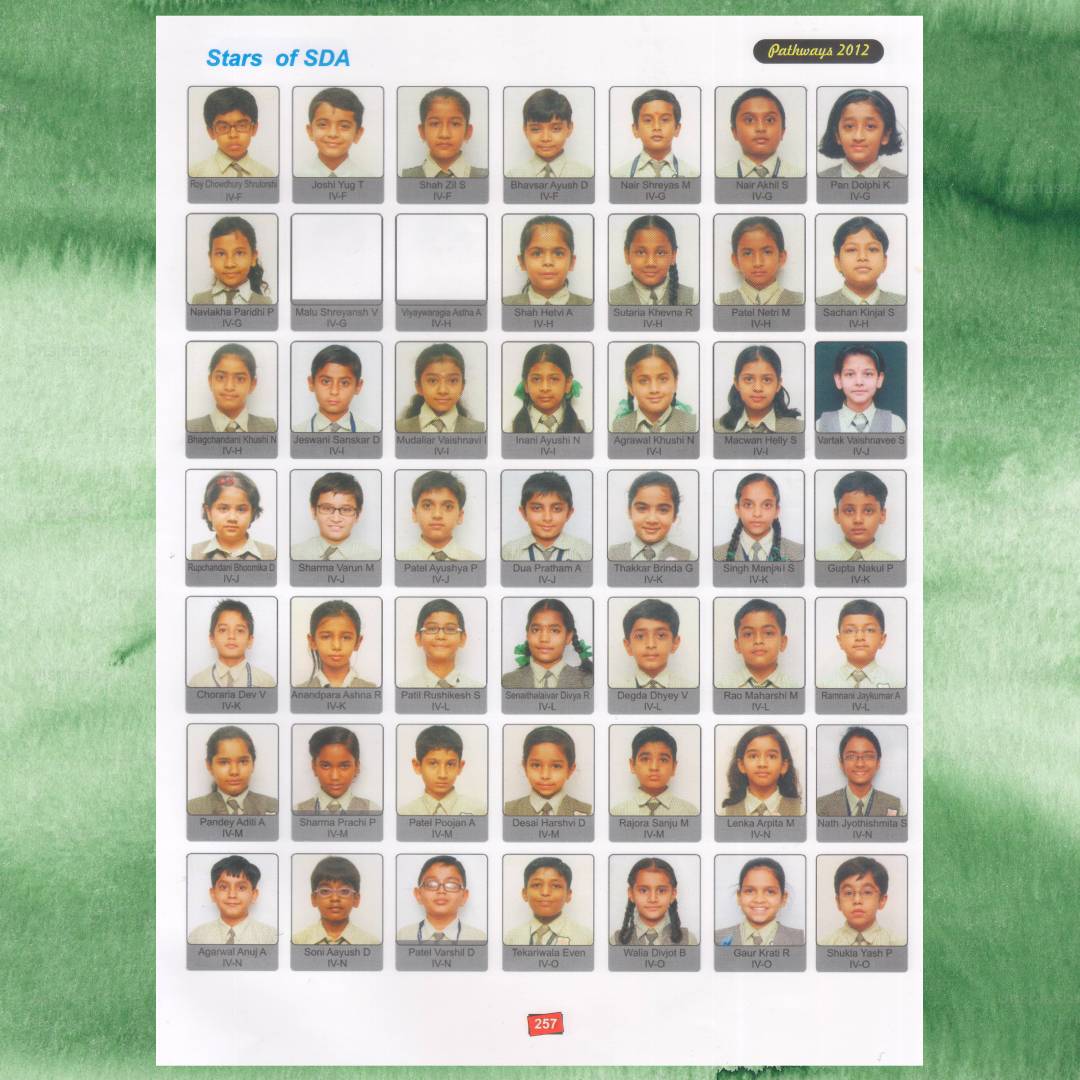 Stars of SDA
Pathways 2012
Roy Chowdhury Shrutorshi
IV-F
Joshi Yug T
IV-F
Shah Zil S
IV-F
Bhavsar Ayush D
IV-F
Nair Shreyas M
IV-G
Nair Akhil S
IV-G
Pan Dolphi K
IV-G
Navlakha Paridhi P
IV-G
Malu Shreyansh V
IV-G
Vijaywaragia Astha A
IV-H
Shah Hetvi A
IV-H
Sutaria Khevna R
IV-H
Patel Netri M
IV-H
Sachan Kinjal S
IV-H
Bhagchandani Khushi N
IV-H
Jeswani Sanskar D
IV-I
Mudaliar Vaishnavi I
IV-I
Inani Ayushi N
IV-I
Agrawal Khushi N
IV-I
Macwan Helly S
IV-I
Vartak Vaishnavee S
IV-J
Rupchandani Bhoomika D
IV-J
Sharma Varun M
IV-J
Patel Ayushya P
IV-J
Dua Pratham A
IV-J
Thakkar Brinda G
IV-K
Singh Manjari S
IV-K
Gupta Nakul P
IV-K
Choraria Dev V
IV-K
Anandpara Ashna R
IV-K
Patil Rushikesh S
IV-L
Senaithalaivar Divya R
IV-L
Degda Dhyey V
IV-L
Rao Maharshi M
IV-L
Ramnani Jaykumar A
IV-L
Pandey Aditi A
IV-M
Sharma Prachi P
IV-M
Patel Poojan A
IV-M
Desai Harshvi D
IV-M
Rajora Sanju M
IV-M
Lenka Arpita M
IV-N
Nath Jyothishmita S
IV-N
Agarwal Anuj A
IV-N
Soni Aayush D
IV-N
Patel Varshil D
IV-N
Tekariwala Even
IV-O
Walia Divjot B
IV-O
Gaur Krati R
IV-O
Shukla Yash P
IV-O
257